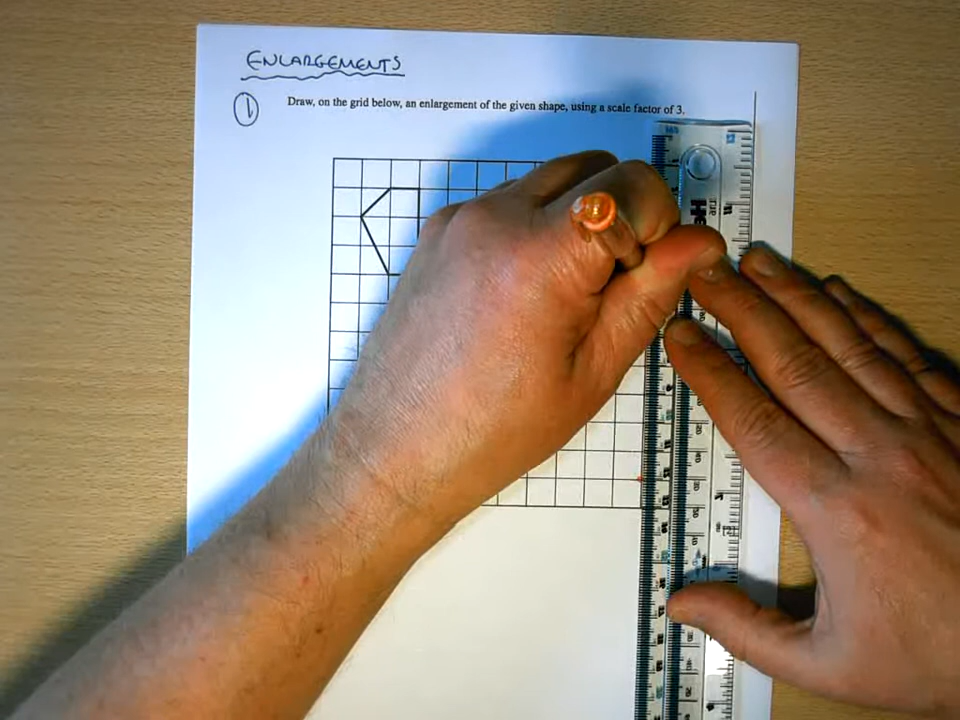 ENLARGEMENTS
1 Draw, on the grid below, an enlargement of the given shape, using a scale factor of 3.